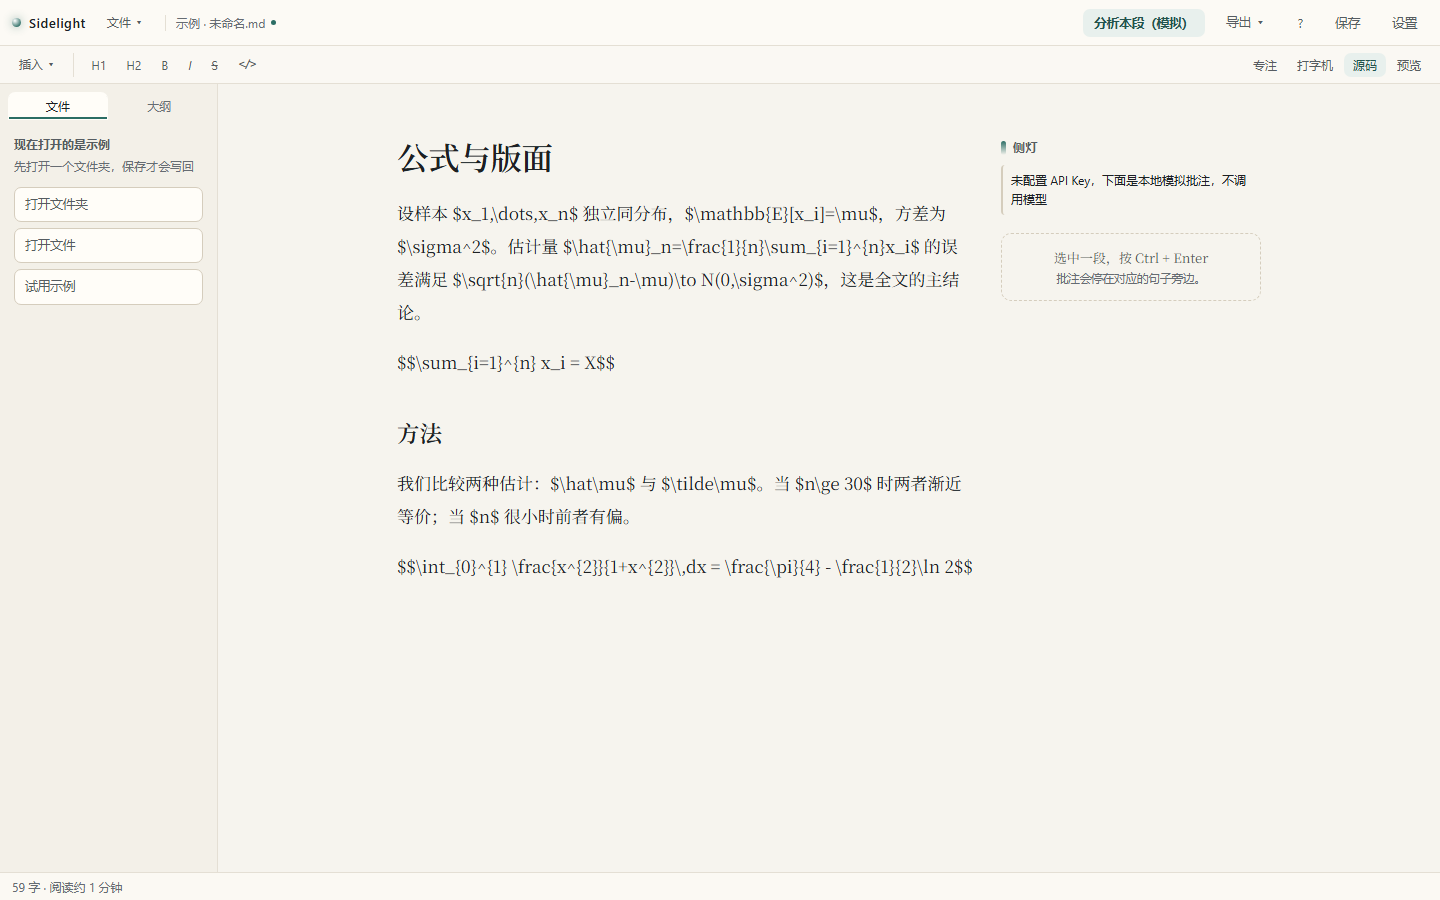 Sidelight 文件 ▾ 示例 · 未命名.md 分析本段（模拟） 导出 ▾ ? 保存 设置
插入 ▾ H1 H2 B I S </> 专注 打字机 源码 预览
文件 大纲
现在打开的是示例
先打开一个文件夹，保存才会写回
打开文件夹
打开文件
试用示例
公式与版面
设样本 $x_1,\dots,x_n$ 独立同分布，$\mathbb{E}[x_i]=\mu$，方差为
$\sigma^2$。估计量 $\hat{\mu}_n=\frac{1}{n}\sum_{i=1}^{n}x_i$ 的误
差满足 $\sqrt{n}(\hat{\mu}_n-\mu)\to N(0,\sigma^2)$，这是全文的主结
论。
$$\sum_{i=1}^{n} x_i = X$$
方法
我们比较两种估计：$\hat\mu$ 与 $\tilde\mu$。当 $n\ge 30$ 时两者渐近
等价；当 $n$ 很小时前者有偏。
$$\int_{0}^{1} \frac{x^{2}}{1+x^{2}}\,dx = \frac{\pi}{4} - \frac{1}{2}\ln 2$$
侧灯
未配置 API Key，下面是本地模拟批注，不调
用模型
选中一段，按 Ctrl + Enter
批注会停在对应的句子旁边。
59 字 · 阅读约 1 分钟